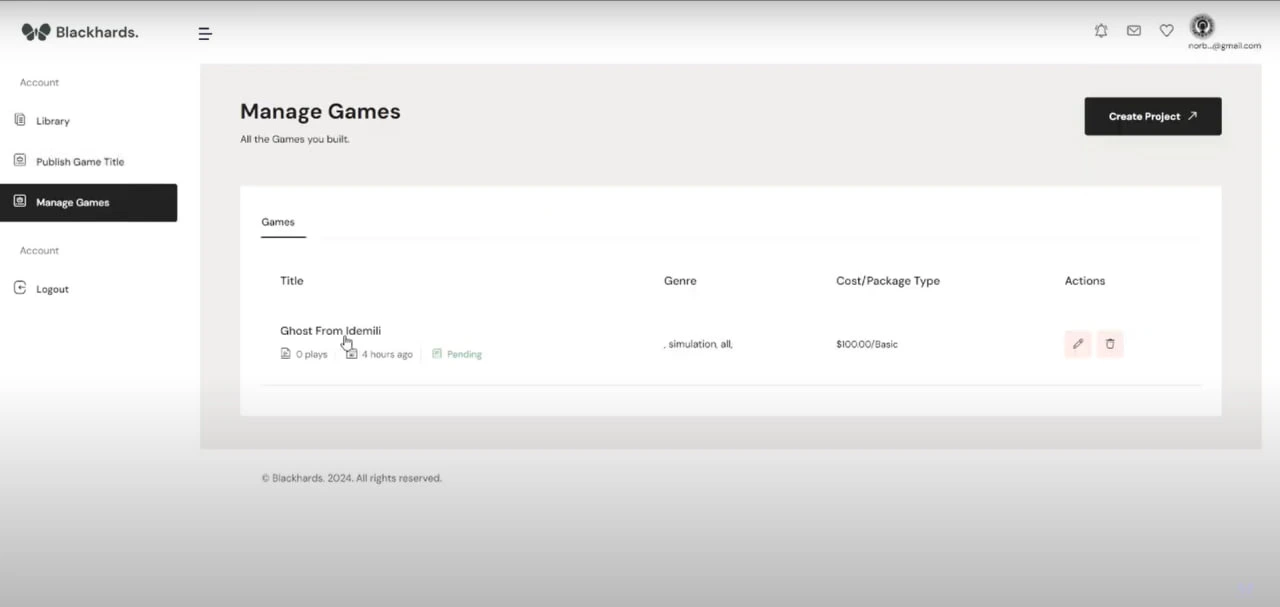 Blackhards.
norb...@gmail.com
Account
Library
Publish Game Title
Manage Games
Account
Logout
Manage Games
All the Games you built.
Create Project
Games
Title
Genre
Cost/Package Type
Actions
Ghost From Idemili
0 plays
4 hours ago
Pending
, simulation, all,
$100.00/Basic
© Blackhards. 2024. All rights reserved.